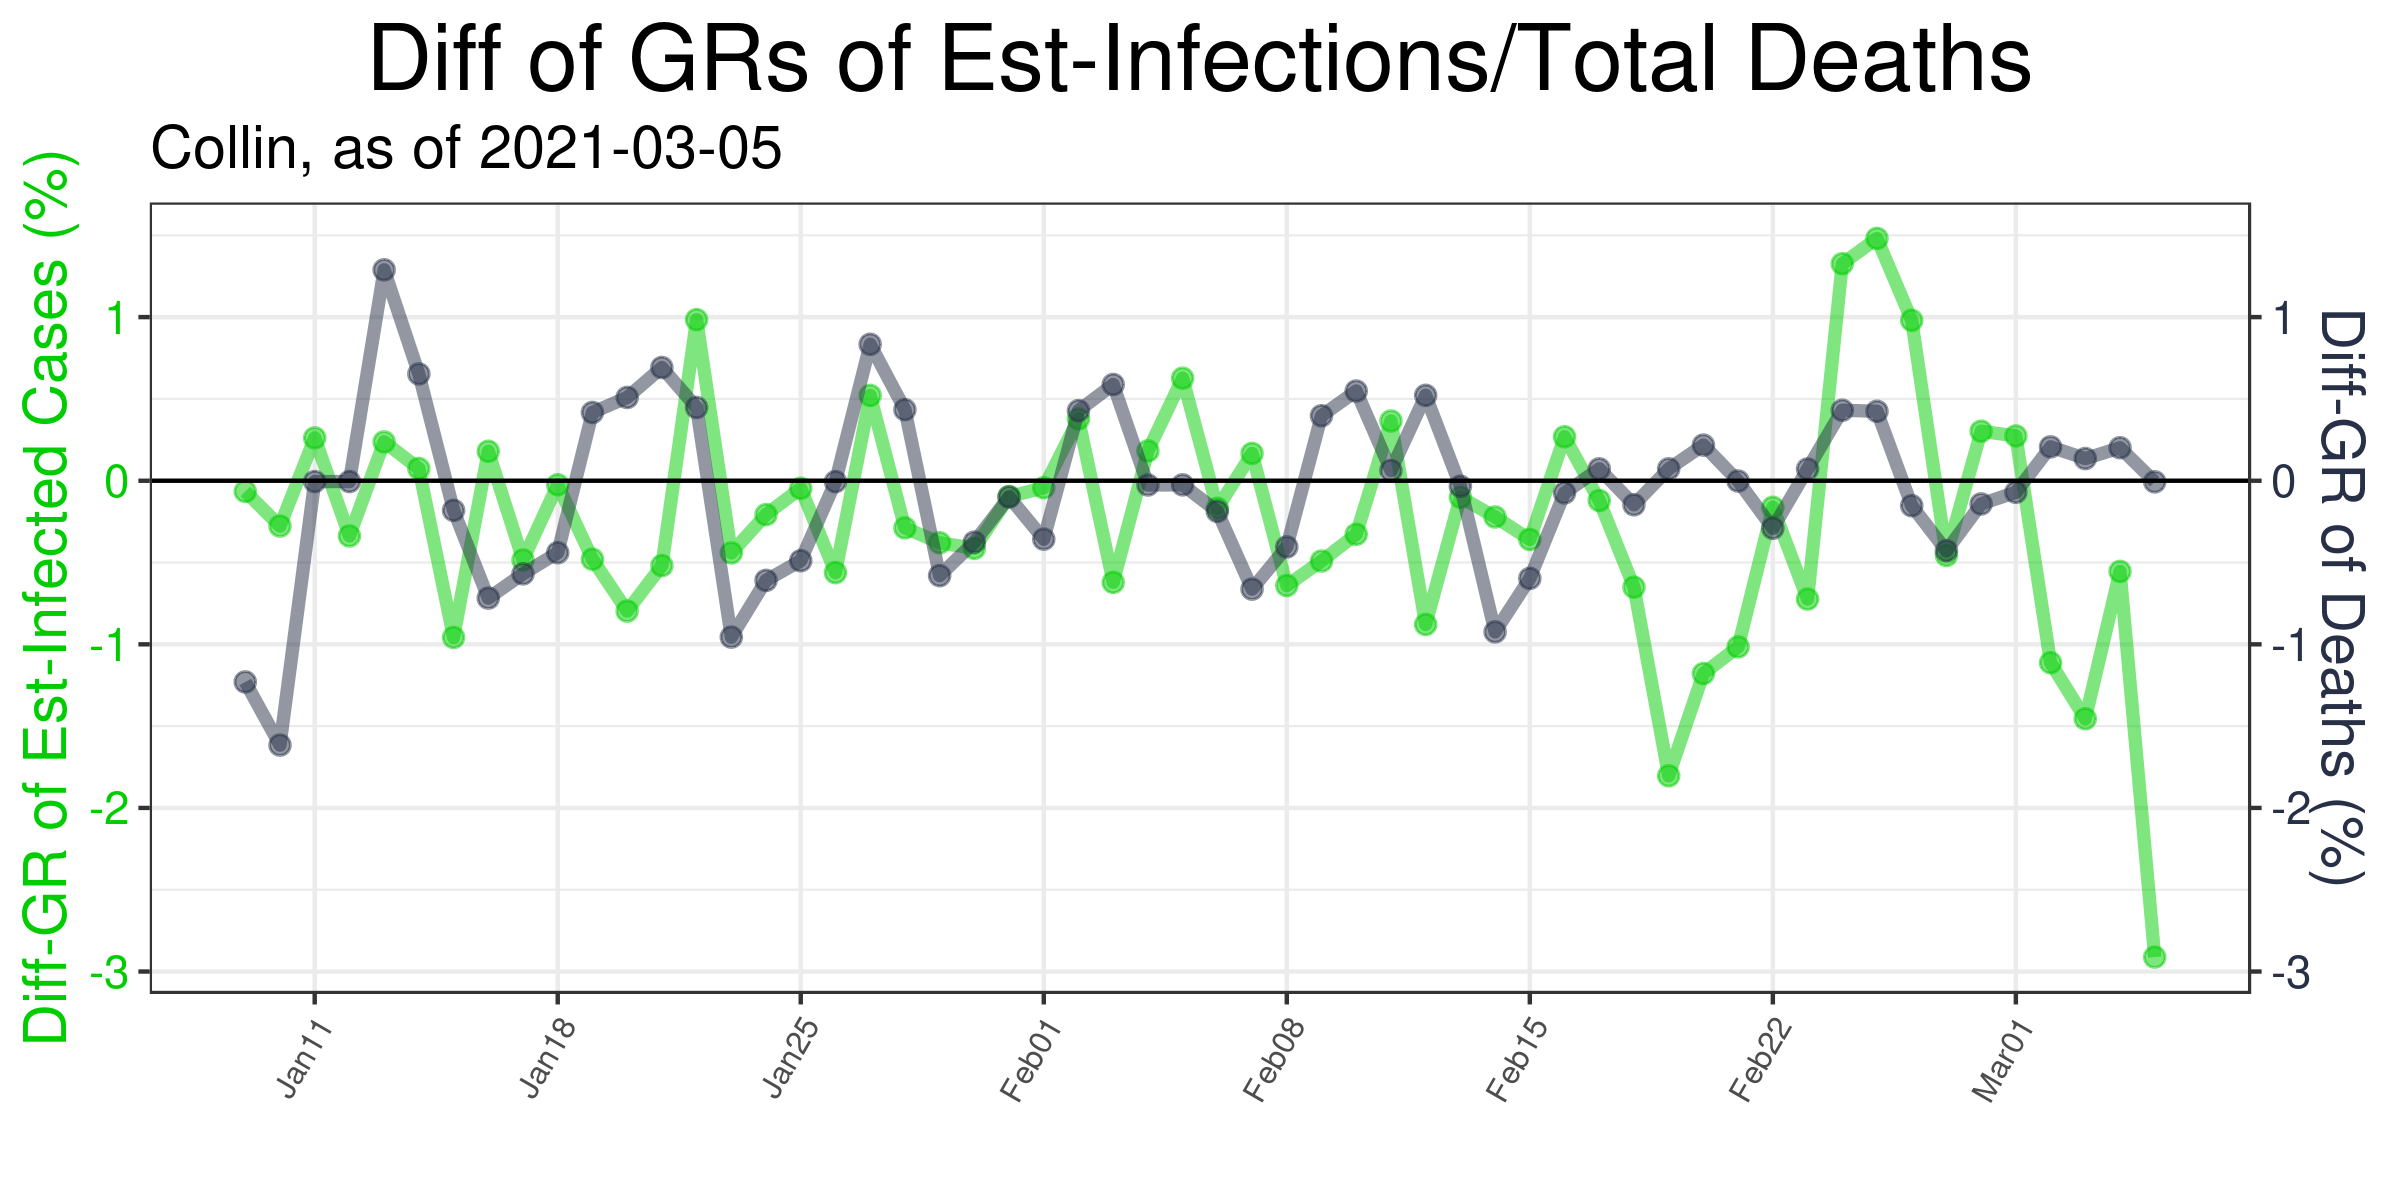 Diff of GRs of Est-Infections/Total Deaths
Collin, as of 2021-03-05
Diff-GR of Est-Infected Cases (%)
1
0
-1
-2
-3
1
0
-1
-2
-3
Diff-GR of Deaths (%)
Jan11
Jan18
Jan25
Feb01
Feb08
Feb15
Feb22
Mar01